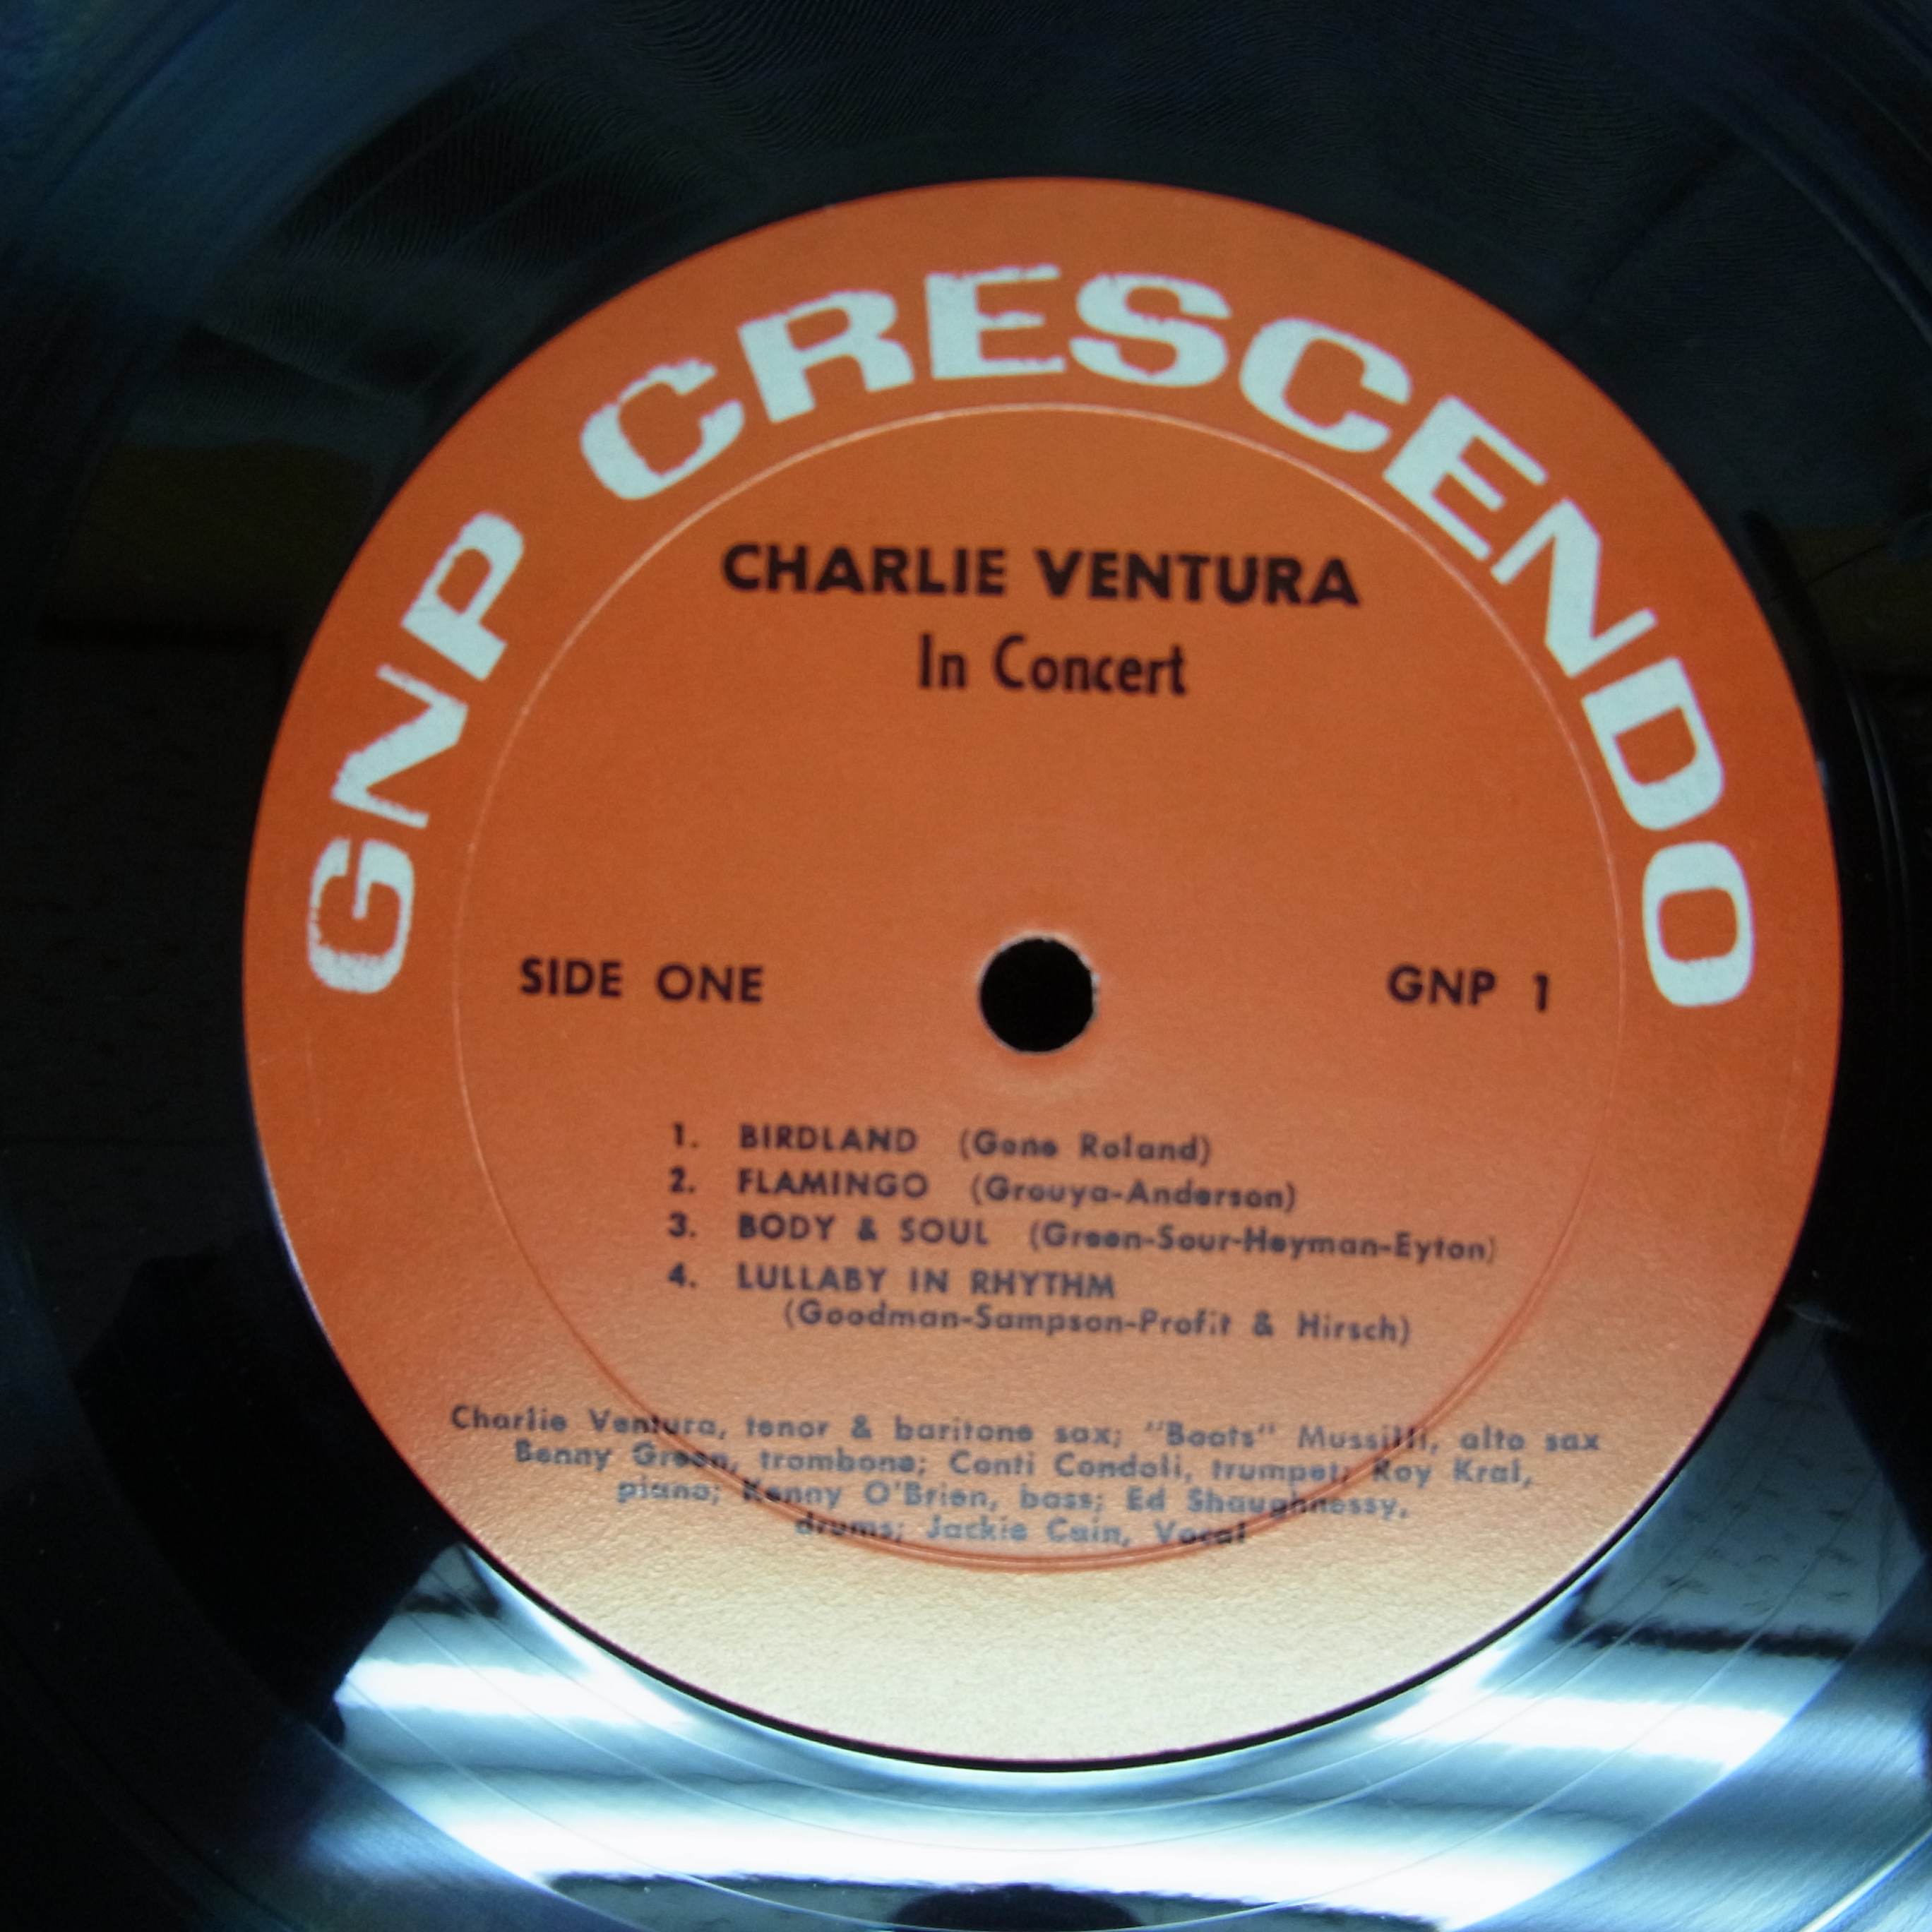 GNP CRESCENDO
CHARLIE VENTURA
In Concert
SIDE ONE GNP 1
1. BIRDLAND (Gene Roland)
2. FLAMINGO (Grouya-Anderson)
3. BODY & SOUL (Green-Sour-Heyman-Eyton)
4. LULLABY IN RHYTHM
(Goodman-Sampson-Profit & Hirsch)
Charlie Ventura, tenor & baritone sax; "Boots" Mussilli, alto sax
Benny Green, trombone; Conti Condoli, trumpet; Roy Kral,
piano; Kenny O'Brien, bass; Ed Shaughnessy,
drums; Jackie Cain, Vocal